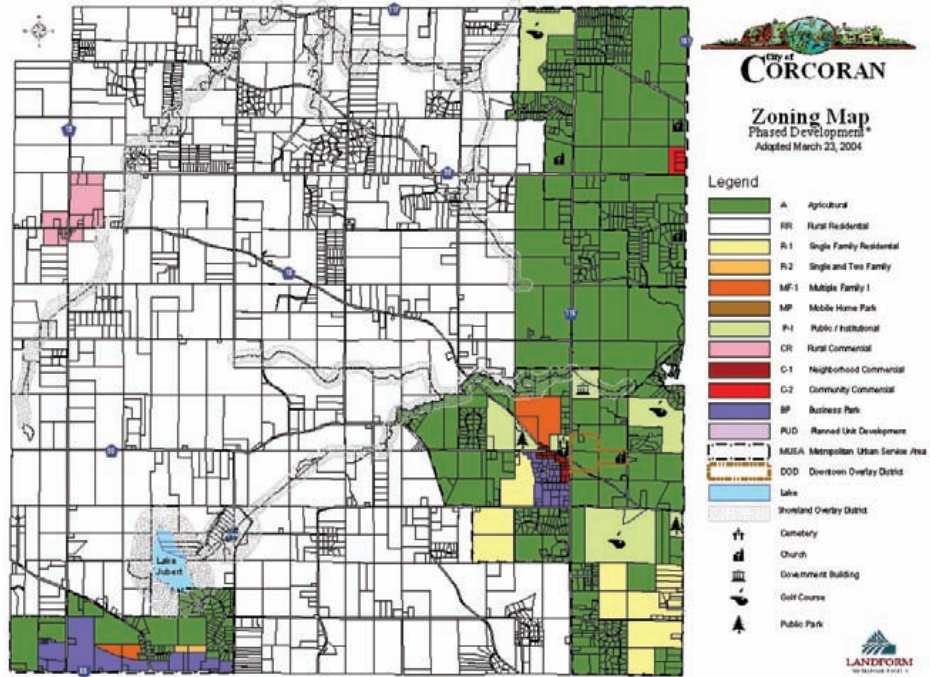 City of
CORCORAN
Zoning Map
Phased Development*
Adopted March 23, 2004
Legend
A Agricultural
RR Rural Residential
R-1 Single Family Residential
R-2 Single and Two Family
MF-1 Multiple Family 1
MP Mobile Home Park
P-I Public / Institutional
CR Rural Commercial
C-1 Neighborhood Commercial
C-2 Community Commercial
BP Business Park
PUD Planned Unit Development
MUSA Metropolitan Urban Service Area
DOD Downtown Overlay District
Lake
Shoreland Overlay District
Cemetery
Church
Government Building
Golf Course
Public Park
Lake
Jubert
LANDFORM